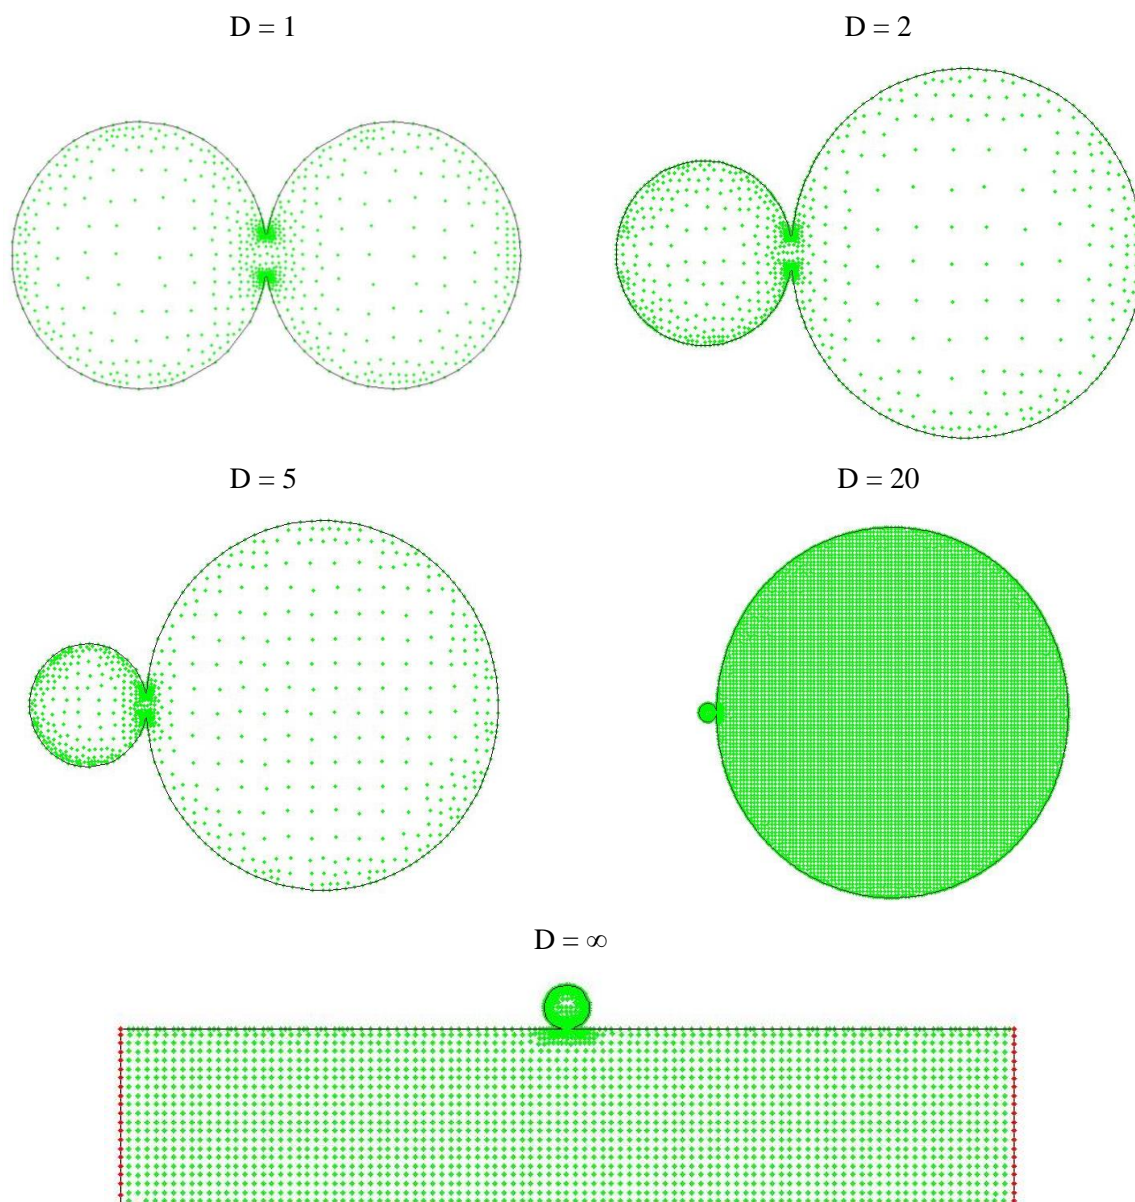 D = 1
D = 2
D = 5
D = 20
D = ∞